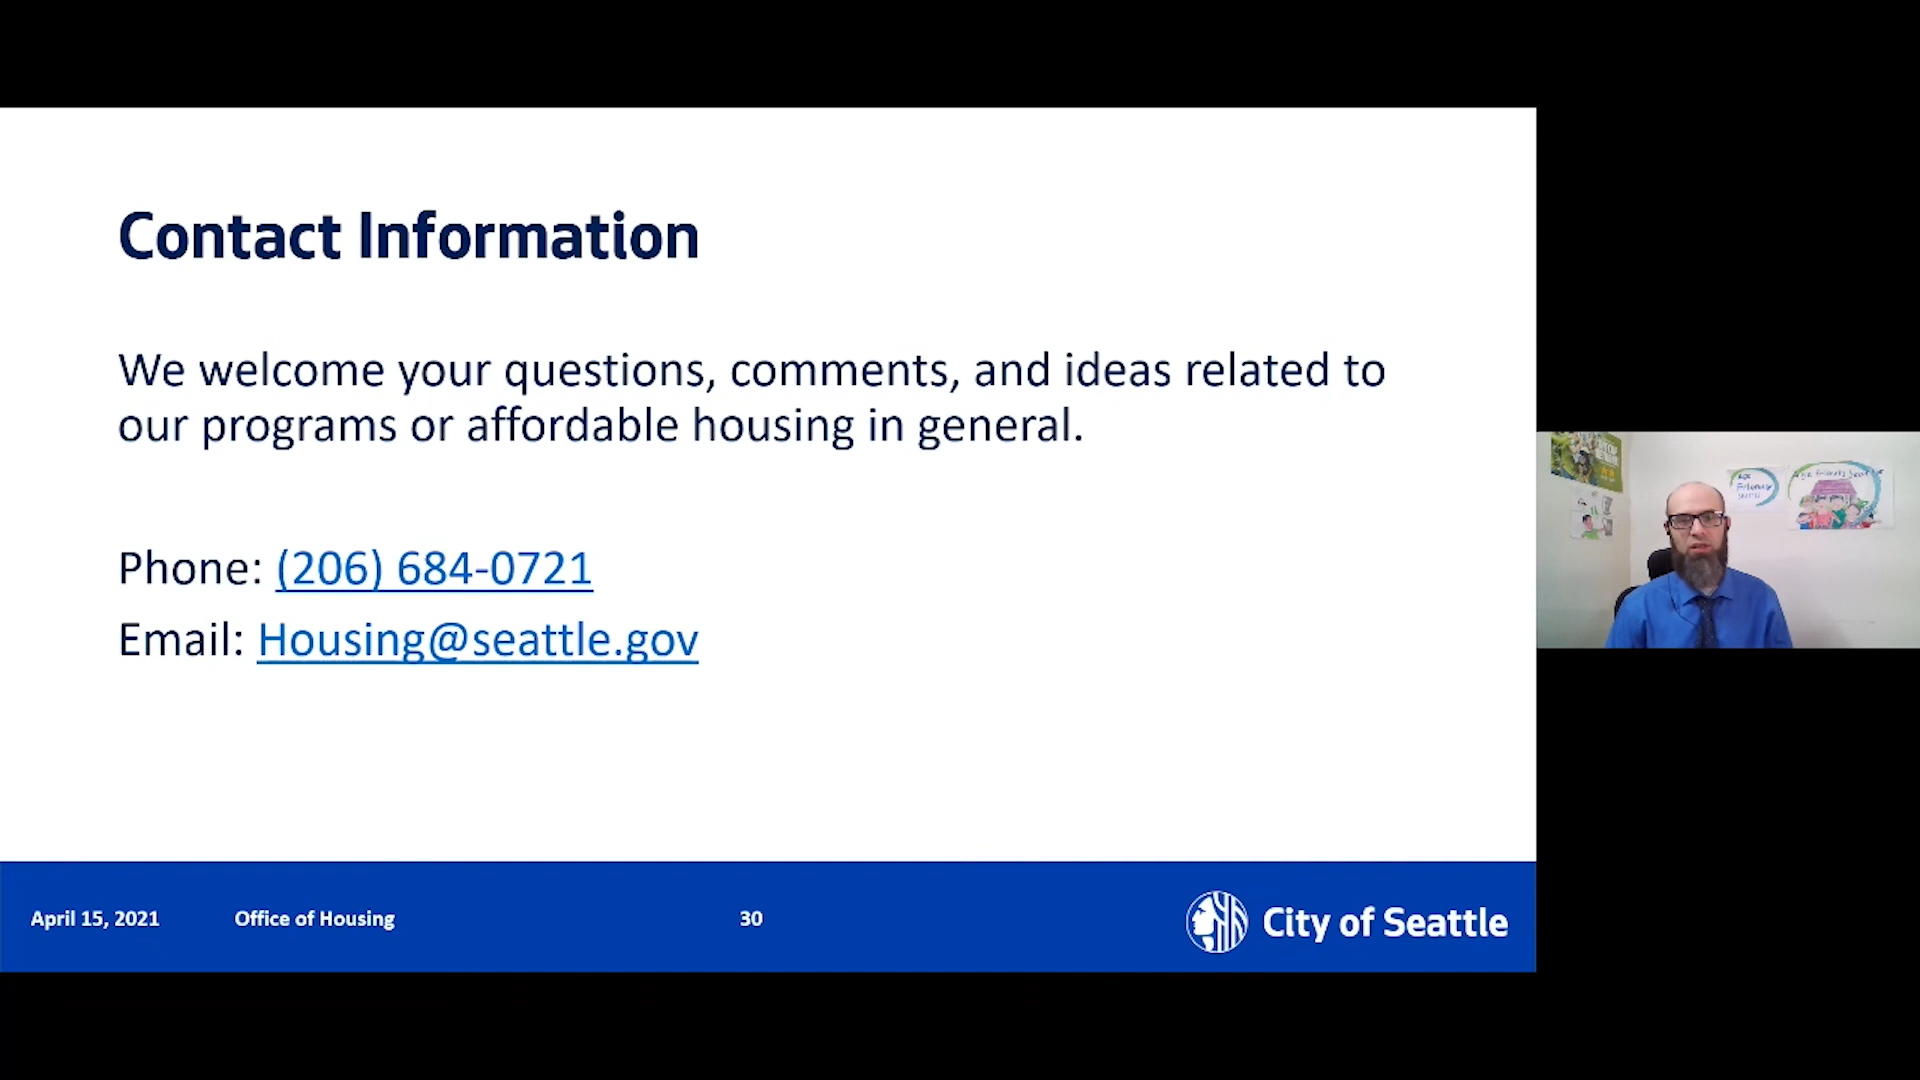 Contact Information
We welcome your questions, comments, and ideas related to
our programs or affordable housing in general.
Phone: (206) 684-0721
Email: Housing@seattle.gov
April 15, 2021
Office of Housing
30
City of Seattle